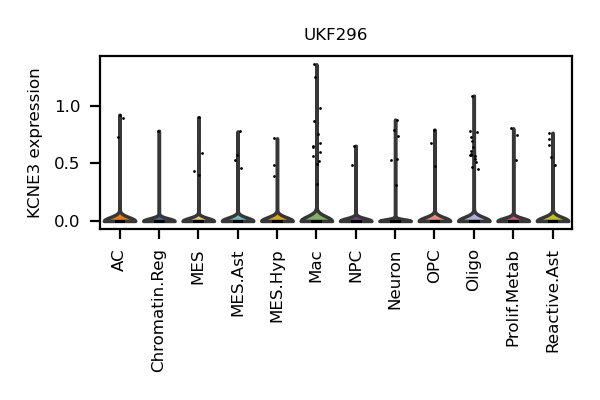 UKF296
KCNE3 expression
1.0
0.5
0.0
AC
Chromatin.Reg
MES
MES.Ast
MES.Hyp
Mac
NPC
Neuron
OPC
Oligo
Prolif.Metab
Reactive.Ast